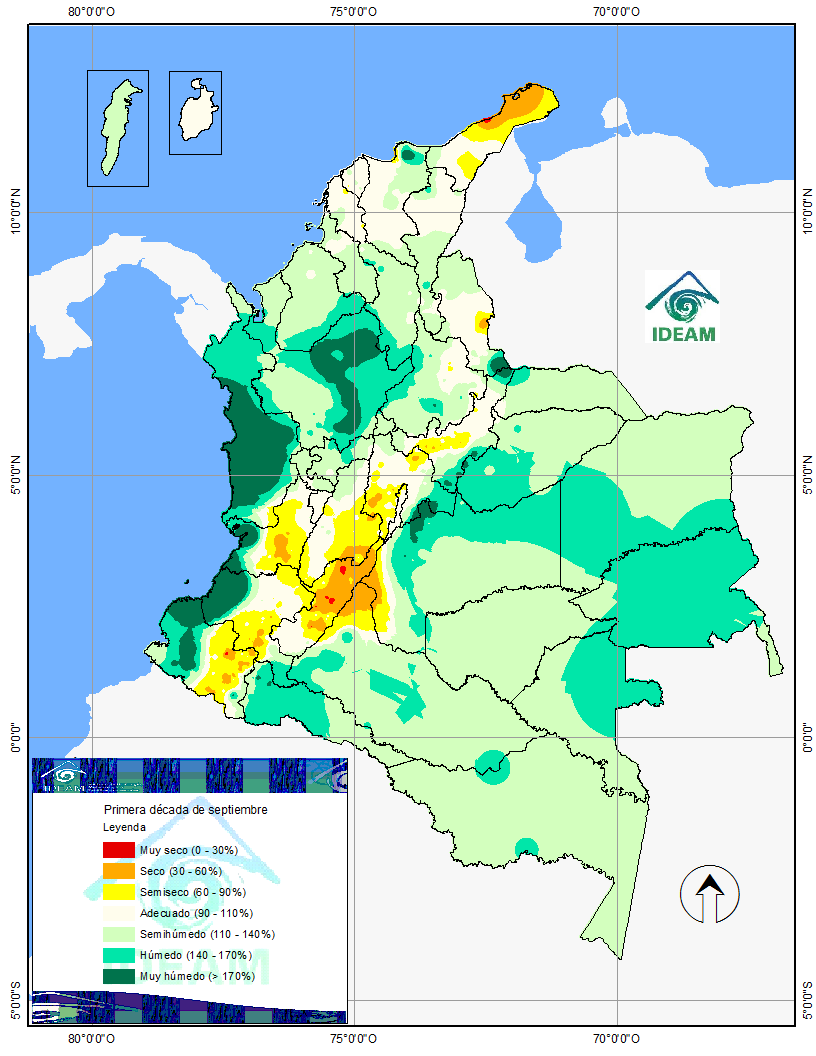 80°0'0"O 75°0'0"O 70°0'0"O
10°0'0"N 10°0'0"N
IDEAM
5°0'0"N 5°0'0"N
0°0'0" 0°0'0"
IDEAM
Primera década de septiembre
Leyenda
Muy seco (0 - 30%)
Seco (30 - 60%)
Semiseco (60 - 90%)
Adecuado (90 - 110%)
Semihúmedo (110 - 140%)
Húmedo (140 - 170%)
Muy húmedo (> 170%)
IDEAM
5°0'0"S 5°0'0"S
80°0'0"O 75°0'0"O 70°0'0"O